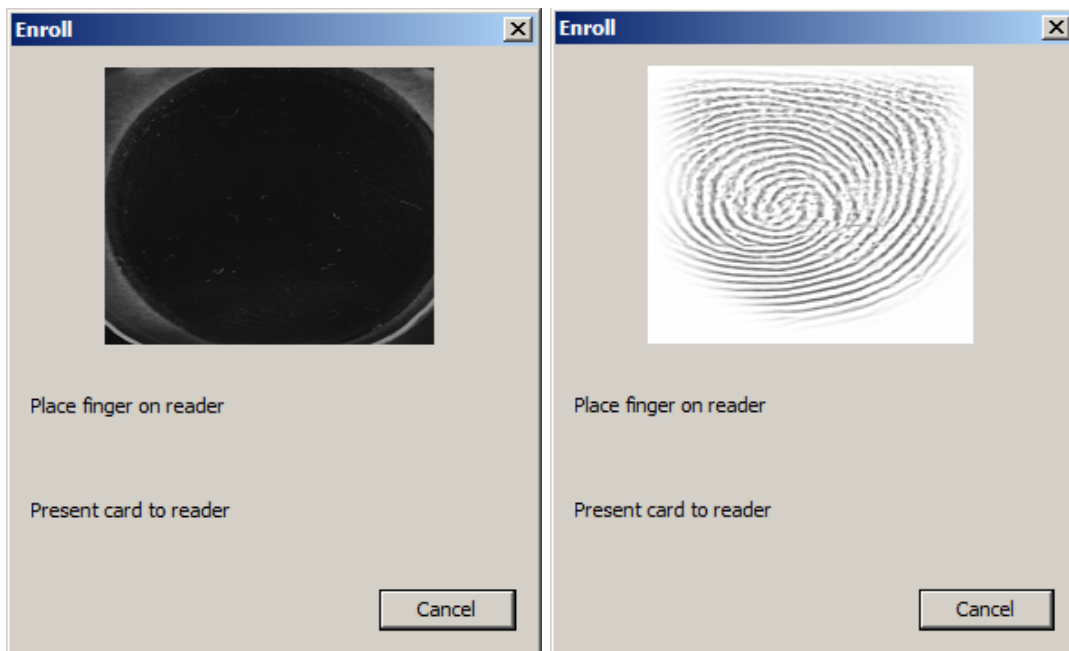 Enroll
Place finger on reader
Present card to reader
Cancel
Enroll
Place finger on reader
Present card to reader
Cancel